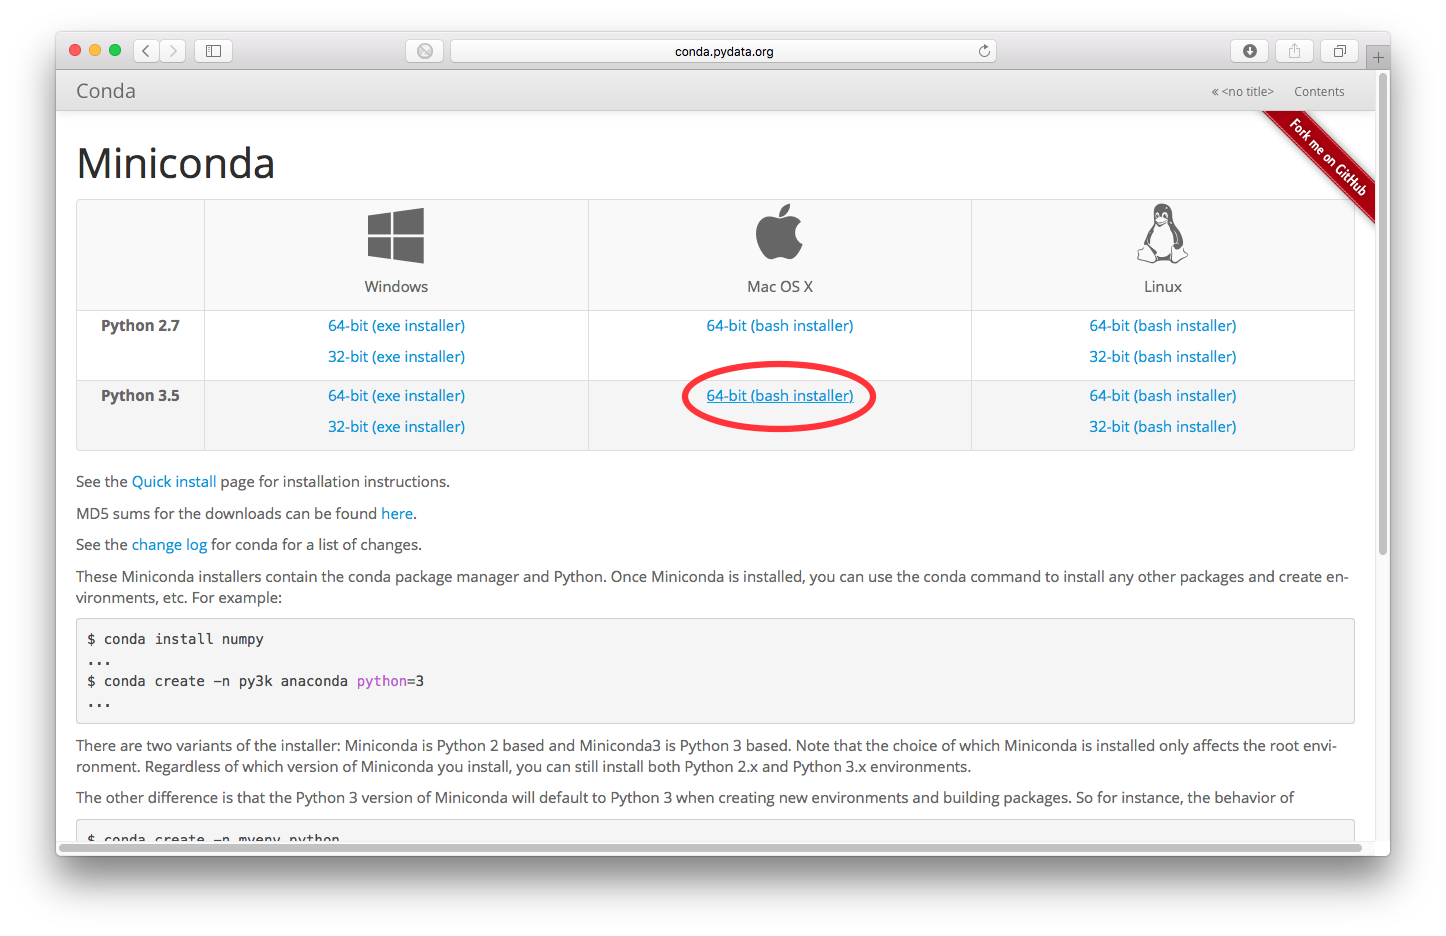 conda.pydata.org
Conda
« <no title> Contents
Fork me on GitHub
Miniconda
Windows Mac OS X Linux
Python 2.7 64-bit (exe installer) 64-bit (bash installer) 64-bit (bash installer)
32-bit (exe installer) 32-bit (bash installer)
Python 3.5 64-bit (exe installer) 64-bit (bash installer) 64-bit (bash installer)
32-bit (exe installer) 32-bit (bash installer)
See the Quick install page for installation instructions.
MD5 sums for the downloads can be found here.
See the change log for conda for a list of changes.
These Miniconda installers contain the conda package manager and Python. Once Miniconda is installed, you can use the conda command to install any other packages and create en-
vironments, etc. For example:
$ conda install numpy
...
$ conda create -n py3k anaconda python=3
...
There are two variants of the installer: Miniconda is Python 2 based and Miniconda3 is Python 3 based. Note that the choice of which Miniconda is installed only affects the root envi-
ronment. Regardless of which version of Miniconda you install, you can still install both Python 2.x and Python 3.x environments.
The other difference is that the Python 3 version of Miniconda will default to Python 3 when creating new environments and building packages. So for instance, the behavior of
$ conda create -n myenv python